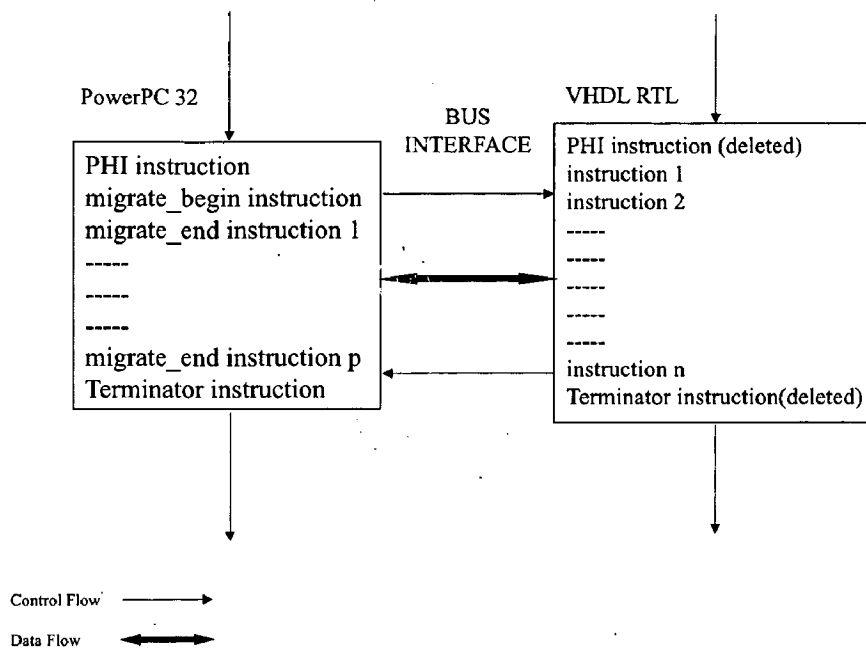 PowerPC 32
BUS
INTERFACE
VHDL RTL
PHI instruction
migrate_begin instruction
migrate_end instruction 1
-----
-----
-----
migrate_end instruction p
Terminator instruction
PHI instruction (deleted)
instruction 1
instruction 2
-----
-----
-----
-----
-----
instruction n
Terminator instruction(deleted)
Control Flow
Data Flow